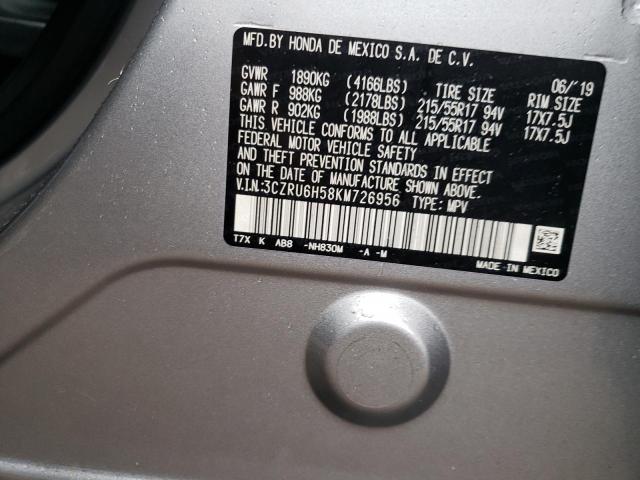 MFD.BY HONDA DE MEXICO S.A. DE C.V.
06/'19
GVWR 1890KG (4166LBS) TIRE SIZE RIM SIZE
GAWR F 988KG (2178LBS) 215/55R17 94V 17X7.5J
GAWR R 902KG (1988LBS) 215/55R17 94V 17X7.5J
THIS VEHICLE CONFORMS TO ALL APPLICABLE
FEDERAL MOTOR VEHICLE SAFETY
AND THEFT PREVENTION STANDARDS IN EFFECT
ON THE DATE OF MANUFACTURE SHOWN ABOVE.
V.I.N:3CZRU6H58KM726956 TYPE: MPV
T7X K AB8 -NH830M -A -M
MADE IN MEXICO